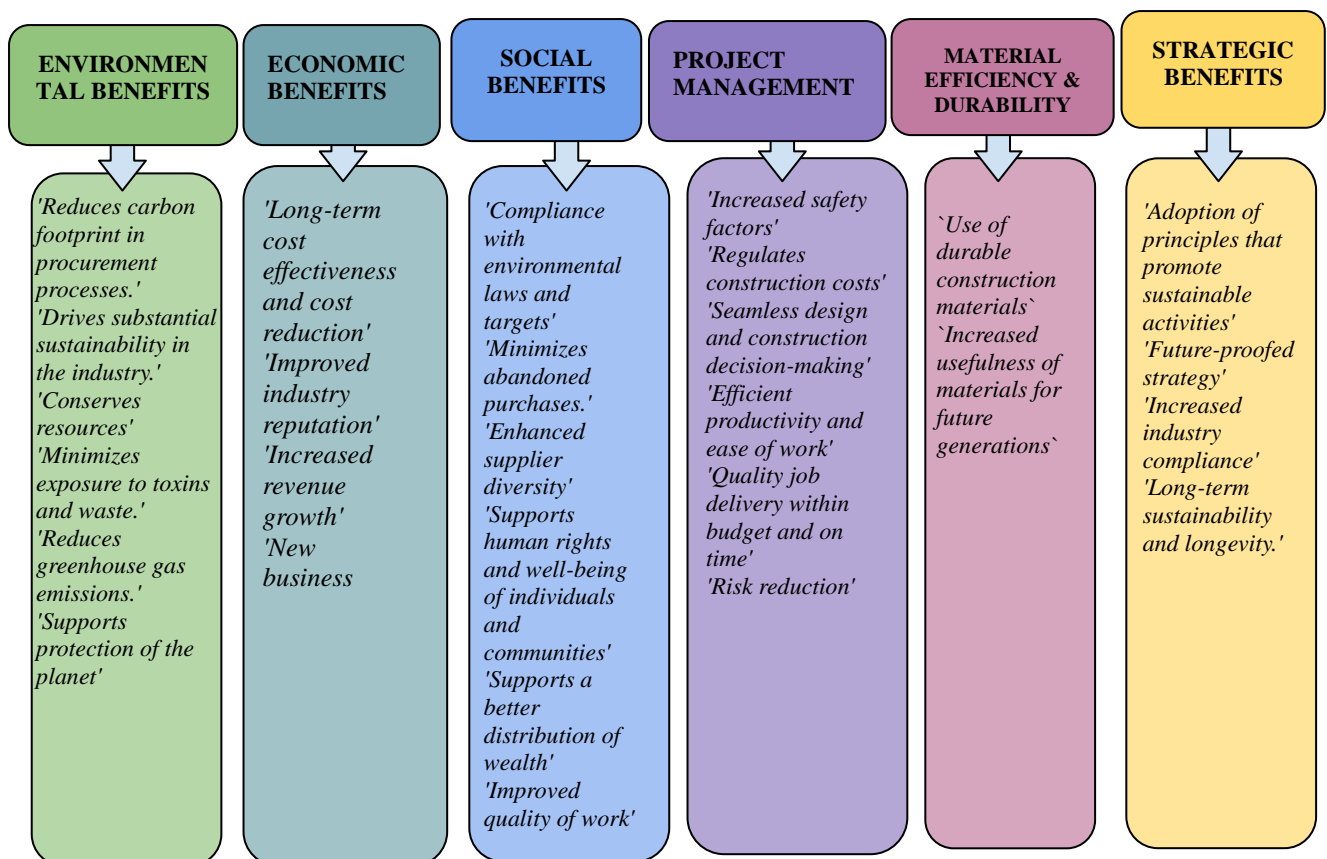 ENVIRONMEN
TAL BENEFITS
'Reduces carbon
footprint in
procurement
processes.'
'Drives substantial
sustainability in
the industry.'
'Conserves
resources'
'Minimizes
exposure to toxins
and waste.'
'Reduces
greenhouse gas
emissions.'
'Supports
protection of the
planet'
ECONOMIC
BENEFITS
'Long-term
cost
effectiveness
and cost
reduction'
'Improved
industry
reputation'
'Increased
revenue
growth'
'New
business
SOCIAL
BENEFITS
'Compliance
with
environmental
laws and
targets'
'Minimizes
abandoned
purchases.'
'Enhanced
supplier
diversity'
'Supports
human rights
and well-being
of individuals
and
communities'
'Supports a
better
distribution of
wealth'
'Improved
quality of work'
PROJECT
MANAGEMENT
'Increased safety
factors'
'Regulates
construction costs'
'Seamless design
and construction
decision-making'
'Efficient
productivity and
ease of work'
'Quality job
delivery within
budget and on
time'
'Risk reduction'
MATERIAL
EFFICIENCY &
DURABILITY
`Use of
durable
construction
materials`
`Increased
usefulness of
materials for
future
generations`
STRATEGIC
BENEFITS
'Adoption of
principles that
promote
sustainable
activities'
'Future-proofed
strategy'
'Increased
industry
compliance'
'Long-term
sustainability
and longevity.'